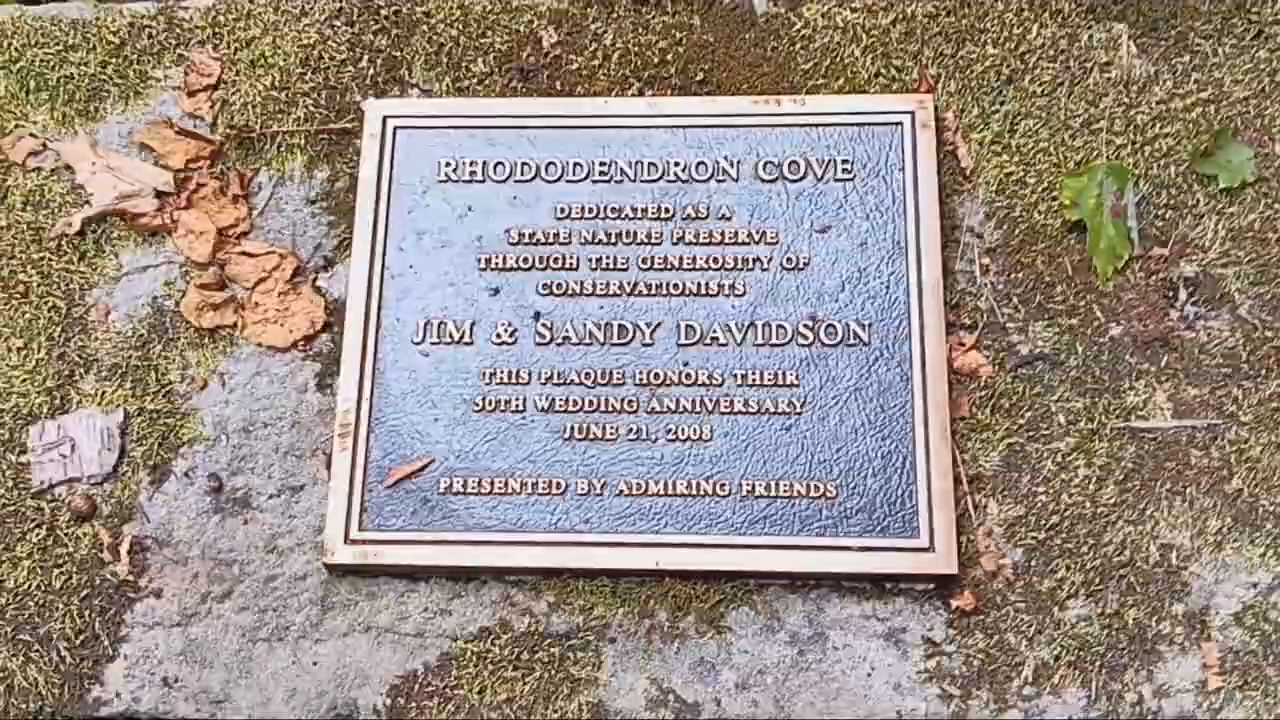 RHODODENDRON COVE
DEDICATED AS A
STATE NATURE PRESERVE
THROUGH THE GENEROSITY OF
CONSERVATIONISTS
JIM & SANDY DAVIDSON
THIS PLAQUE HONORS THEIR
50TH WEDDING ANNIVERSARY
JUNE 21, 2008
PRESENTED BY ADMIRING FRIENDS